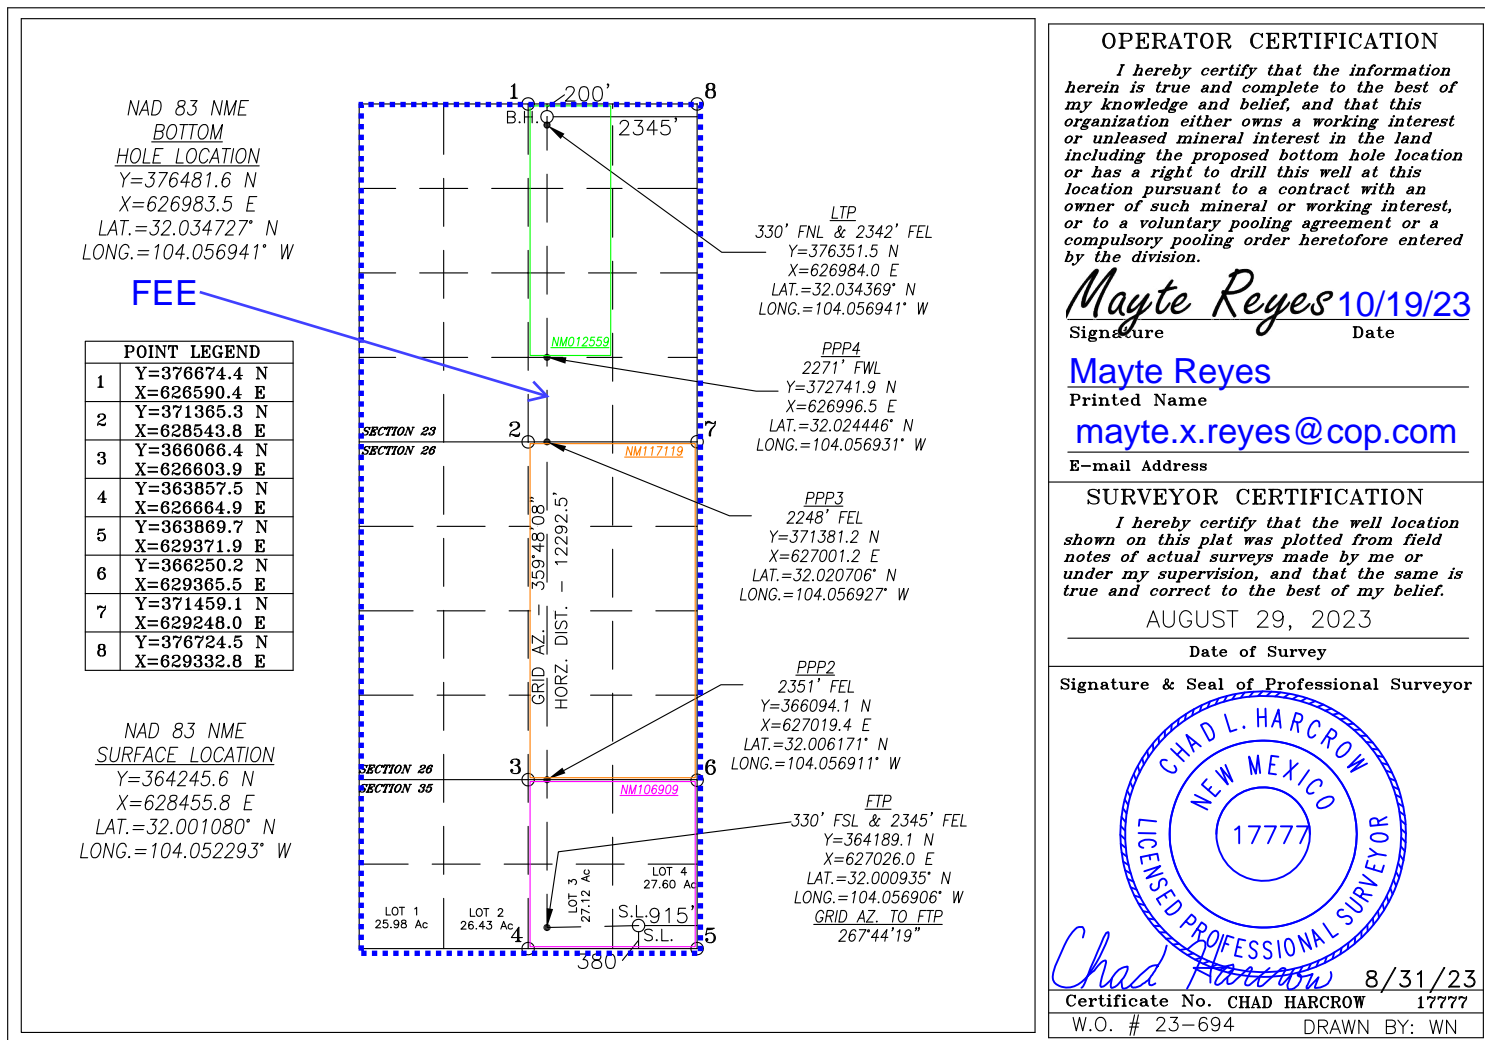 NAD 83 NME
BOTTOM
HOLE LOCATION
Y=376481.6 N
X=626983.5 E
LAT.=32.034727° N
LONG.=104.056941° W
FEE
POINT LEGEND
1 Y=376674.4 N
X=626590.4 E
2 Y=371365.3 N
X=628543.8 E
3 Y=366066.4 N
X=626603.9 E
4 Y=363857.5 N
X=626664.9 E
5 Y=363869.7 N
X=629371.9 E
6 Y=366250.2 N
X=629365.5 E
7 Y=371459.1 N
X=629248.0 E
8 Y=376724.5 N
X=629332.8 E
NAD 83 NME
SURFACE LOCATION
Y=364245.6 N
X=628455.8 E
LAT.=32.001080° N
LONG.=104.052293° W
1
200'
8
B.H.
2345'
NM012559
SECTION 23
2
7
SECTION 26
NM117119
GRID AZ. - 359°48'08"
HORZ. DIST. - 12292.5'
SECTION 26
3
6
SECTION 35
NM106909
LOT 1
25.98 Ac
LOT 2
26.43 Ac
LOT 3
27.12 Ac
LOT 4
27.60 Ac
S.L.
915'
S.L.
4
5
380'
LTP
330' FNL & 2342' FEL
Y=376351.5 N
X=626984.0 E
LAT.=32.034369° N
LONG.=104.056941° W
PPP4
2271' FWL
Y=372741.9 N
X=626996.5 E
LAT.=32.024446° N
LONG.=104.056931° W
PPP3
2248' FEL
Y=371381.2 N
X=627001.2 E
LAT.=32.020706° N
LONG.=104.056927° W
PPP2
2351' FEL
Y=366094.1 N
X=627019.4 E
LAT.=32.006171° N
LONG.=104.056911° W
FTP
330' FSL & 2345' FEL
Y=364189.1 N
X=627026.0 E
LAT.=32.000935° N
LONG.=104.056906° W
GRID AZ. TO FTP
267°44'19"
OPERATOR CERTIFICATION
I hereby certify that the information
herein is true and complete to the best of
my knowledge and belief, and that this
organization either owns a working interest
or unleased mineral interest in the land
including the proposed bottom hole location
or has a right to drill this well at this
location pursuant to a contract with an
owner of such mineral or working interest,
or to a voluntary pooling agreement or a
compulsory pooling order heretofore entered
by the division.
Mayte Reyes 10/19/23
Signature Date
Mayte Reyes
Printed Name
mayte.x.reyes@cop.com
E-mail Address
SURVEYOR CERTIFICATION
I hereby certify that the well location
shown on this plat was plotted from field
notes of actual surveys made by me or
under my supervision, and that the same is
true and correct to the best of my belief.
AUGUST 29, 2023
Date of Survey
Signature & Seal of Professional Surveyor
CHAD L. HARCROW
NEW MEXICO
17777
LICENSED PROFESSIONAL SURVEYOR
Chad Harcrow 8/31/23
Certificate No. CHAD HARCROW 17777
W.O. # 23-694 DRAWN BY: WN